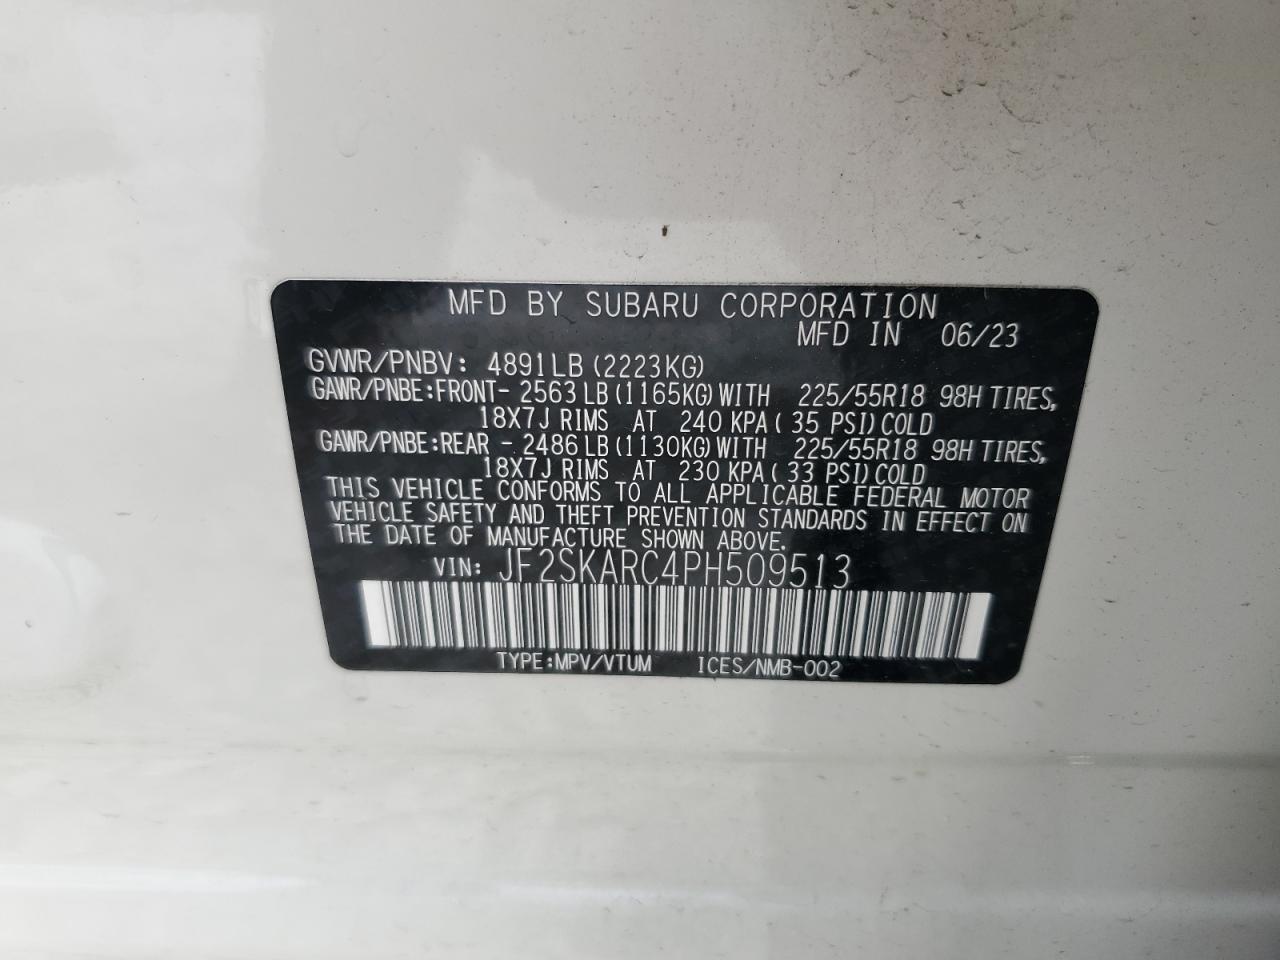 MFD BY SUBARU CORPORATION
MFD IN 06/23
GVWR/PNBV: 4891LB (2223KG)
GAWR/PNBE:FRONT- 2563 LB (1165KG) WITH 225/55R18 98H TIRES,
18X7J RIMS AT 240 KPA ( 35 PSI) COLD
GAWR/PNBE:REAR - 2486 LB (1130KG) WITH 225/55R18 98H TIRES,
18X7J RIMS AT 230 KPA ( 33 PSI) COLD
THIS VEHICLE CONFORMS TO ALL APPLICABLE FEDERAL MOTOR
VEHICLE SAFETY AND THEFT PREVENTION STANDARDS IN EFFECT ON
THE DATE OF MANUFACTURE SHOWN ABOVE.
VIN: JF2SKARC4PH509513
TYPE:MPV/VTUM ICES/NMB-002